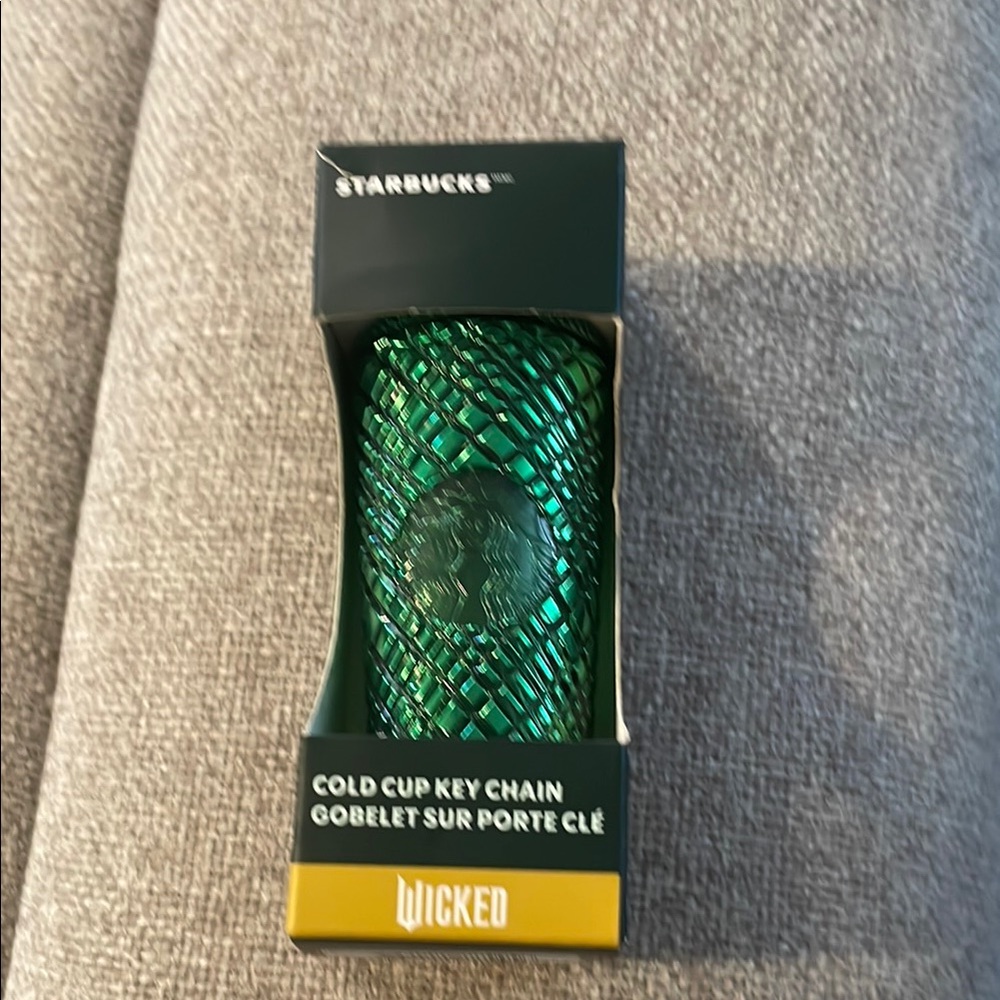 STARBUCKS
COLD CUP KEY CHAIN
GOBELET SUR PORTE CLÉ
WICKED